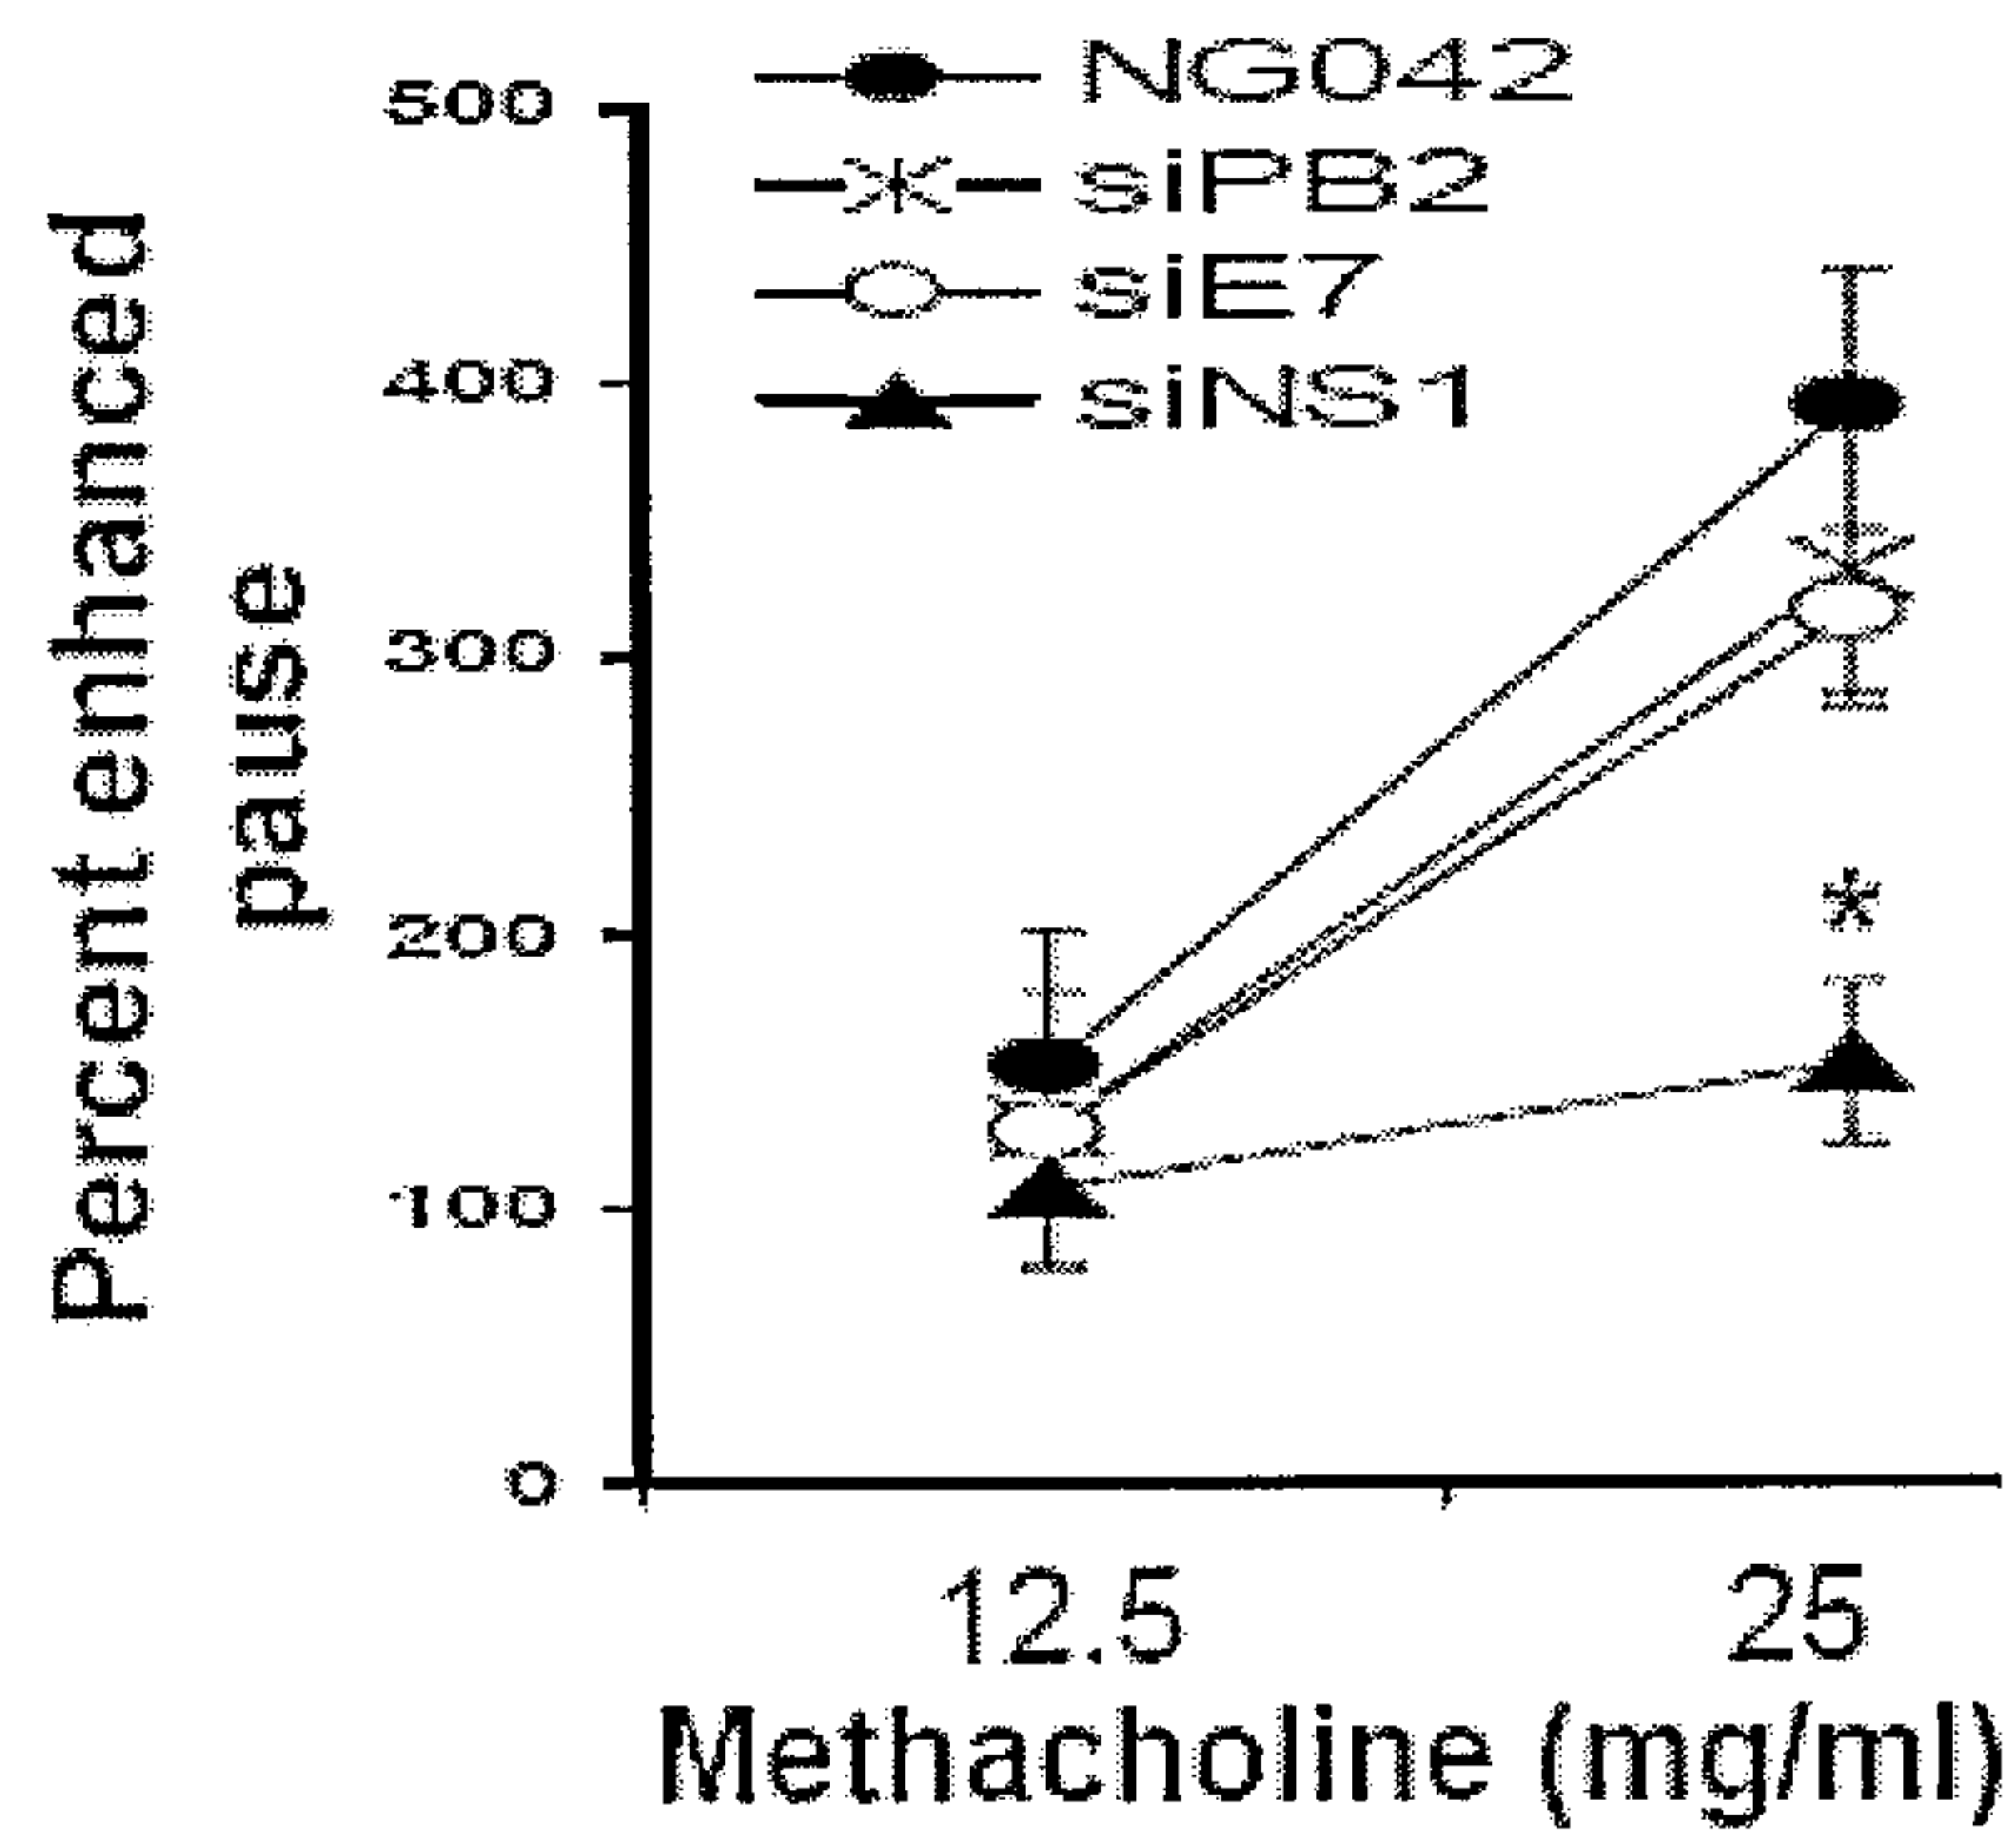 NG042
siPB2
siE7
siNS1
Percent enhanced
pause
500
400
300
200
100
0
*
12.5
25
Methacholine (mg/ml)